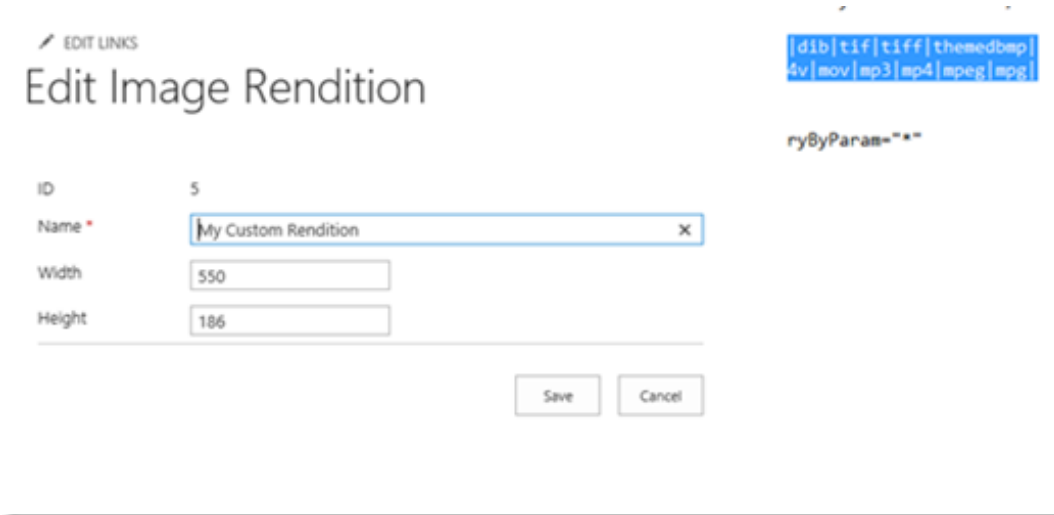 EDIT LINKS
Edit Image Rendition
ID 5
Name * My Custom Rendition ×
Width 550
Height 186
Save Cancel
|dib|tif|tiff|themedbmp|
4v|mov|mp3|mp4|mpeg|mpg|
ryByParam="*"